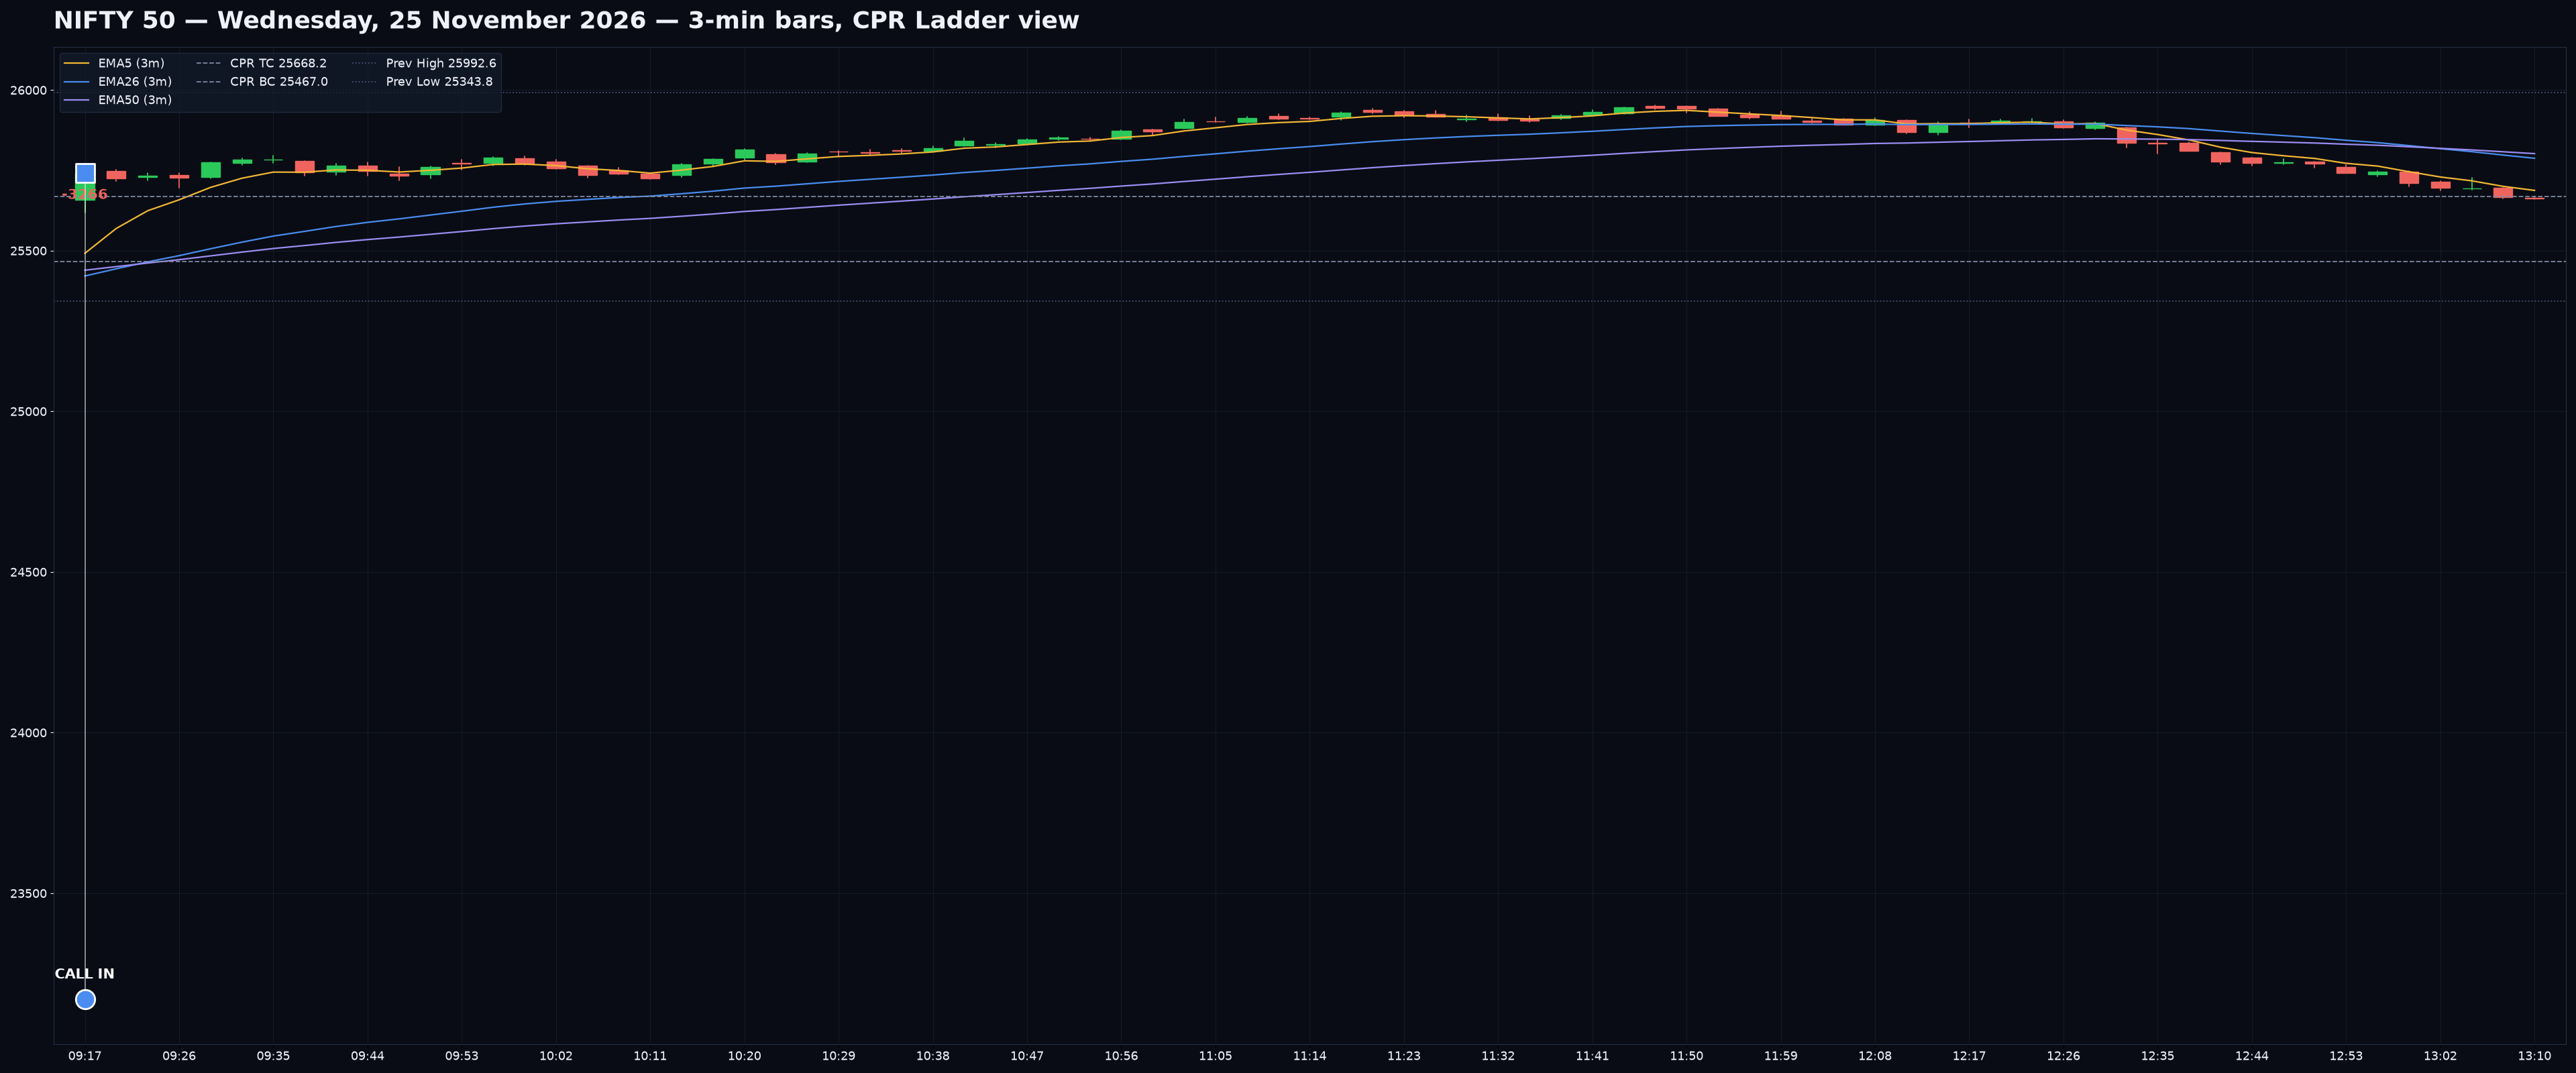 NIFTY 50 — Wednesday, 25 November 2026 — 3-min bars, CPR Ladder view
EMA5 (3m)
EMA26 (3m)
EMA50 (3m)
CPR TC 25668.2
CPR BC 25467.0
Prev High 25992.6
Prev Low 25343.8
26000
25500
25000
24500
24000
23500
CALL IN
09:17 09:26 09:35 09:44 09:53 10:02 10:11 10:20 10:29 10:38 10:47 10:56 11:05 11:14 11:23 11:32 11:41 11:50 11:59 12:08 12:17 12:26 12:35 12:44 12:53 13:02 13:10